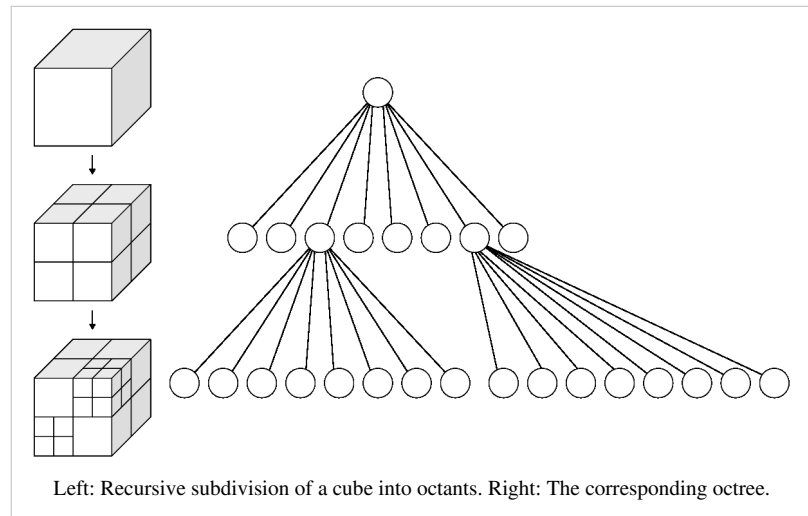 Left: Recursive subdivision of a cube into octants. Right: The corresponding octree.